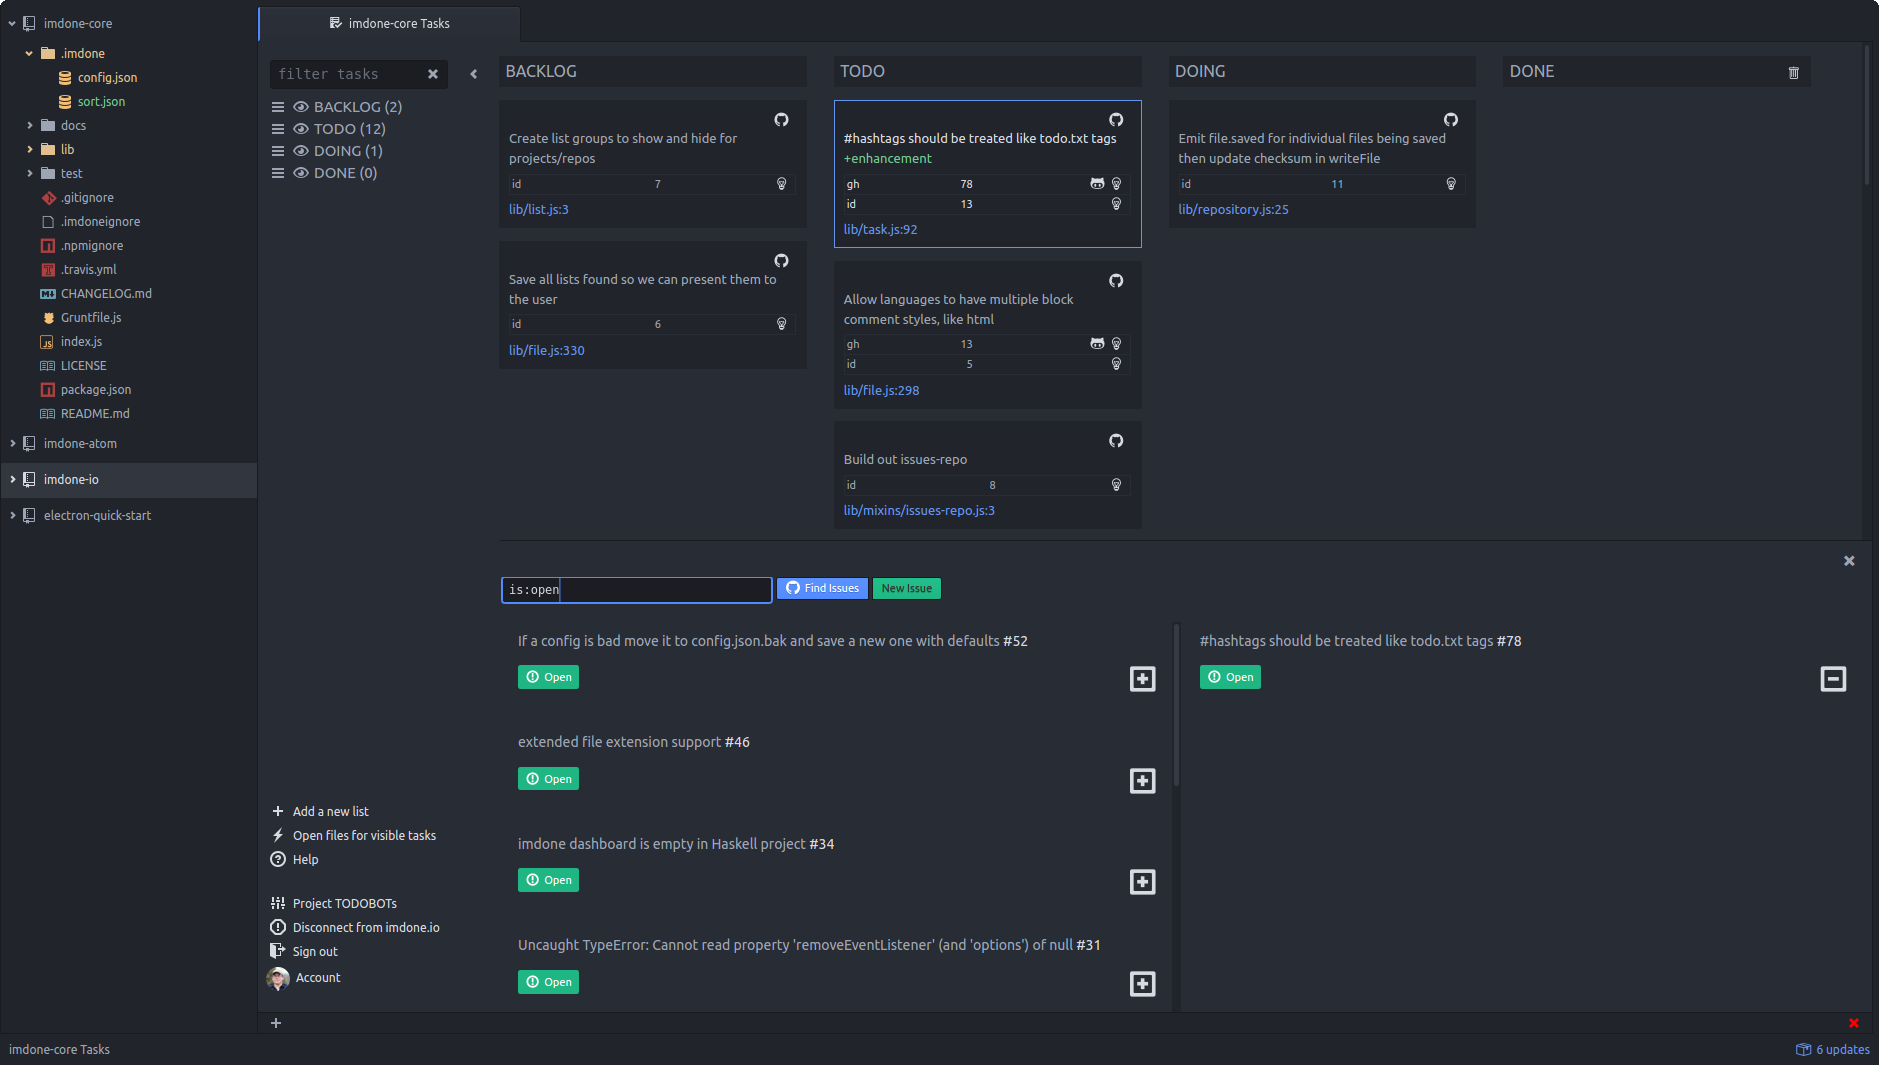 imdone-core
.imdone
config.json
sort.json
docs
lib
test
.gitignore
.imdoneignore
.npmignore
.travis.yml
CHANGELOG.md
Gruntfile.js
index.js
LICENSE
package.json
README.md
imdone-atom
imdone-io
electron-quick-start
imdone-core Tasks
filter tasks
BACKLOG (2)
TODO (12)
DOING (1)
DONE (0)
Add a new list
Open files for visible tasks
Help
Project TODOBOTs
Disconnect from imdone.io
Sign out
Account
BACKLOG
Create list groups to show and hide for
projects/repos
id 7
lib/list.js:3
Save all lists found so we can present them to
the user
id 6
lib/file.js:330
TODO
#hashtags should be treated like todo.txt tags
+enhancement
gh 78
id 13
lib/task.js:92
Allow languages to have multiple block
comment styles, like html
gh 13
id 5
lib/file.js:298
Build out issues-repo
id 8
lib/mixins/issues-repo.js:3
DOING
Emit file.saved for individual files being saved
then update checksum in writeFile
id 11
lib/repository.js:25
DONE
is:open
Find Issues
New Issue
If a config is bad move it to config.json.bak and save a new one with defaults #52
Open
extended file extension support #46
Open
imdone dashboard is empty in Haskell project #34
Open
Uncaught TypeError: Cannot read property 'removeEventListener' (and 'options') of null #31
Open
#hashtags should be treated like todo.txt tags #78
Open
imdone-core Tasks
6 updates